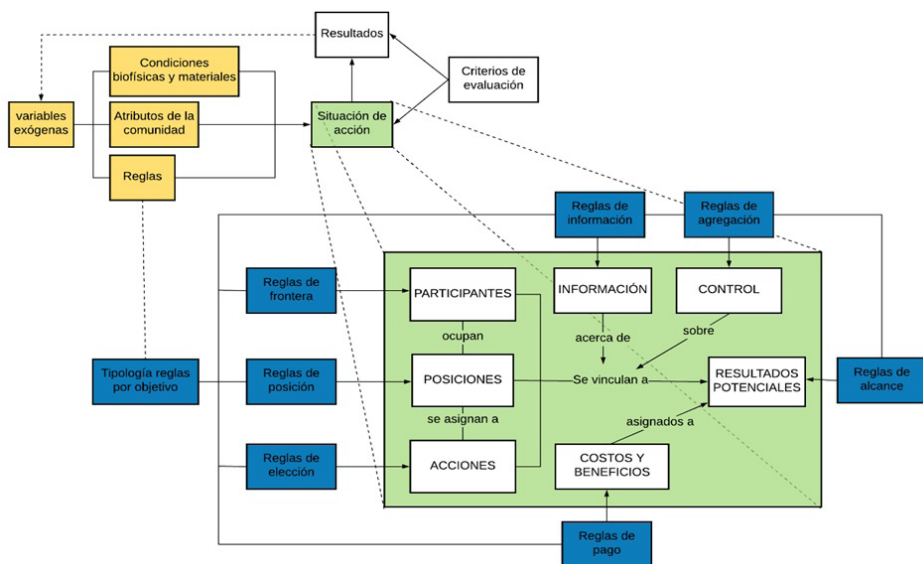 Resultados
Condiciones
biofísicas y materiales
Criterios de
evaluación
variables
exógenas
Atributos de la
comunidad
Situación de
acción
Reglas
Reglas de
información
Reglas de
agregación
Reglas de
frontera
PARTICIPANTES
INFORMACIÓN
CONTROL
ocupan
acerca de
sobre
Tipología reglas
por objetivo
Reglas de
posición
POSICIONES
Se vinculan a
RESULTADOS
POTENCIALES
Reglas de
alcance
se asignan a
asignados a
Reglas de
elección
ACCIONES
COSTOS Y
BENEFICIOS
Reglas de
pago